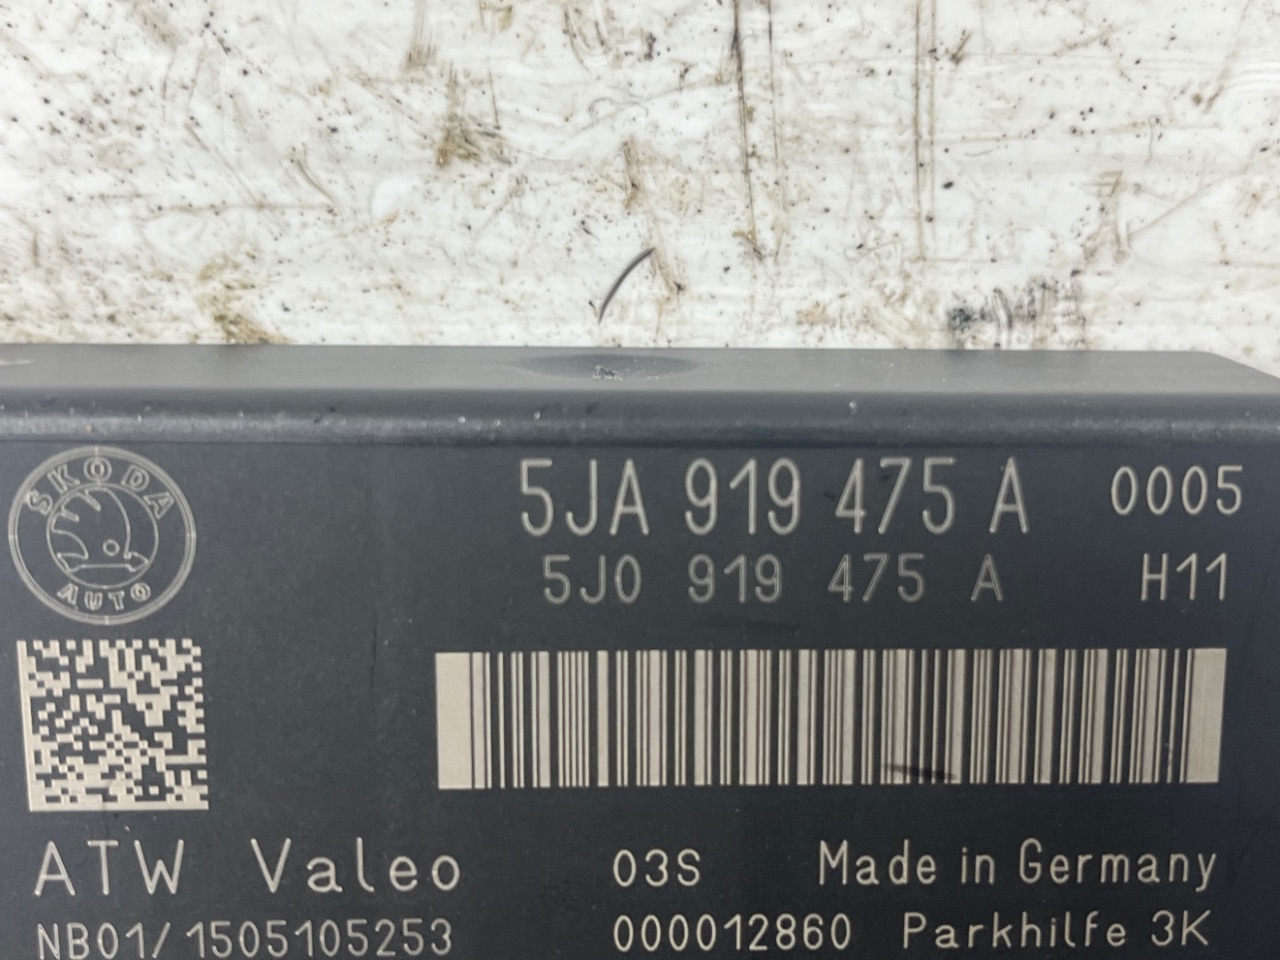 SKODA
AUTO
5JA 919 475 A 0005
5J0 919 475 A H11
ATW Valeo 03S Made in Germany
NB01/1505105253 000012860 Parkhilfe 3K